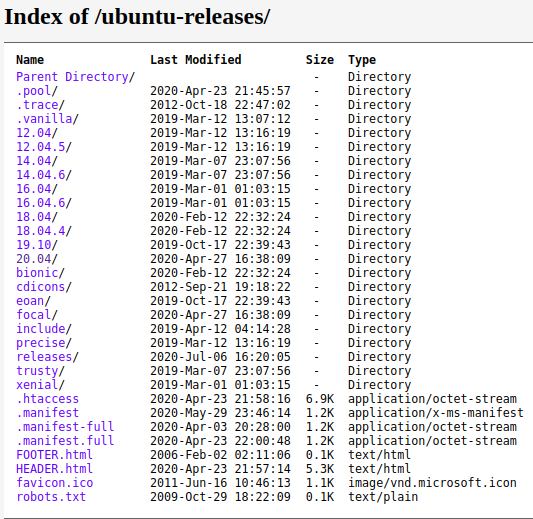 Index of /ubuntu-releases/
Name Last Modified Size Type
Parent Directory/ - Directory
.pool/ 2020-Apr-23 21:45:57 - Directory
.trace/ 2012-Oct-18 22:47:02 - Directory
.vanilla/ 2019-Mar-12 13:07:12 - Directory
12.04/ 2019-Mar-12 13:16:19 - Directory
12.04.5/ 2019-Mar-12 13:16:19 - Directory
14.04/ 2019-Mar-07 23:07:56 - Directory
14.04.6/ 2019-Mar-07 23:07:56 - Directory
16.04/ 2019-Mar-01 01:03:15 - Directory
16.04.6/ 2019-Mar-01 01:03:15 - Directory
18.04/ 2020-Feb-12 22:32:24 - Directory
18.04.4/ 2020-Feb-12 22:32:24 - Directory
19.10/ 2019-Oct-17 22:39:43 - Directory
20.04/ 2020-Apr-27 16:38:09 - Directory
bionic/ 2020-Feb-12 22:32:24 - Directory
cdicons/ 2012-Sep-21 19:18:22 - Directory
eoan/ 2019-Oct-17 22:39:43 - Directory
focal/ 2020-Apr-27 16:38:09 - Directory
include/ 2019-Apr-12 04:14:28 - Directory
precise/ 2019-Mar-12 13:16:19 - Directory
releases/ 2020-Jul-06 16:20:05 - Directory
trusty/ 2019-Mar-07 23:07:56 - Directory
xenial/ 2019-Mar-01 01:03:15 - Directory
.htaccess 2020-Apr-23 21:58:16 6.9K application/octet-stream
.manifest 2020-May-29 23:46:14 1.2K application/x-ms-manifest
.manifest-full 2020-Apr-03 20:28:00 1.2K application/octet-stream
.manifest.full 2020-Apr-23 22:00:48 1.2K application/octet-stream
FOOTER.html 2006-Feb-02 02:11:06 0.1K text/html
HEADER.html 2020-Apr-23 21:57:14 5.3K text/html
favicon.ico 2011-Jun-16 10:46:13 1.1K image/vnd.microsoft.icon
robots.txt 2009-Oct-29 18:22:09 0.1K text/plain